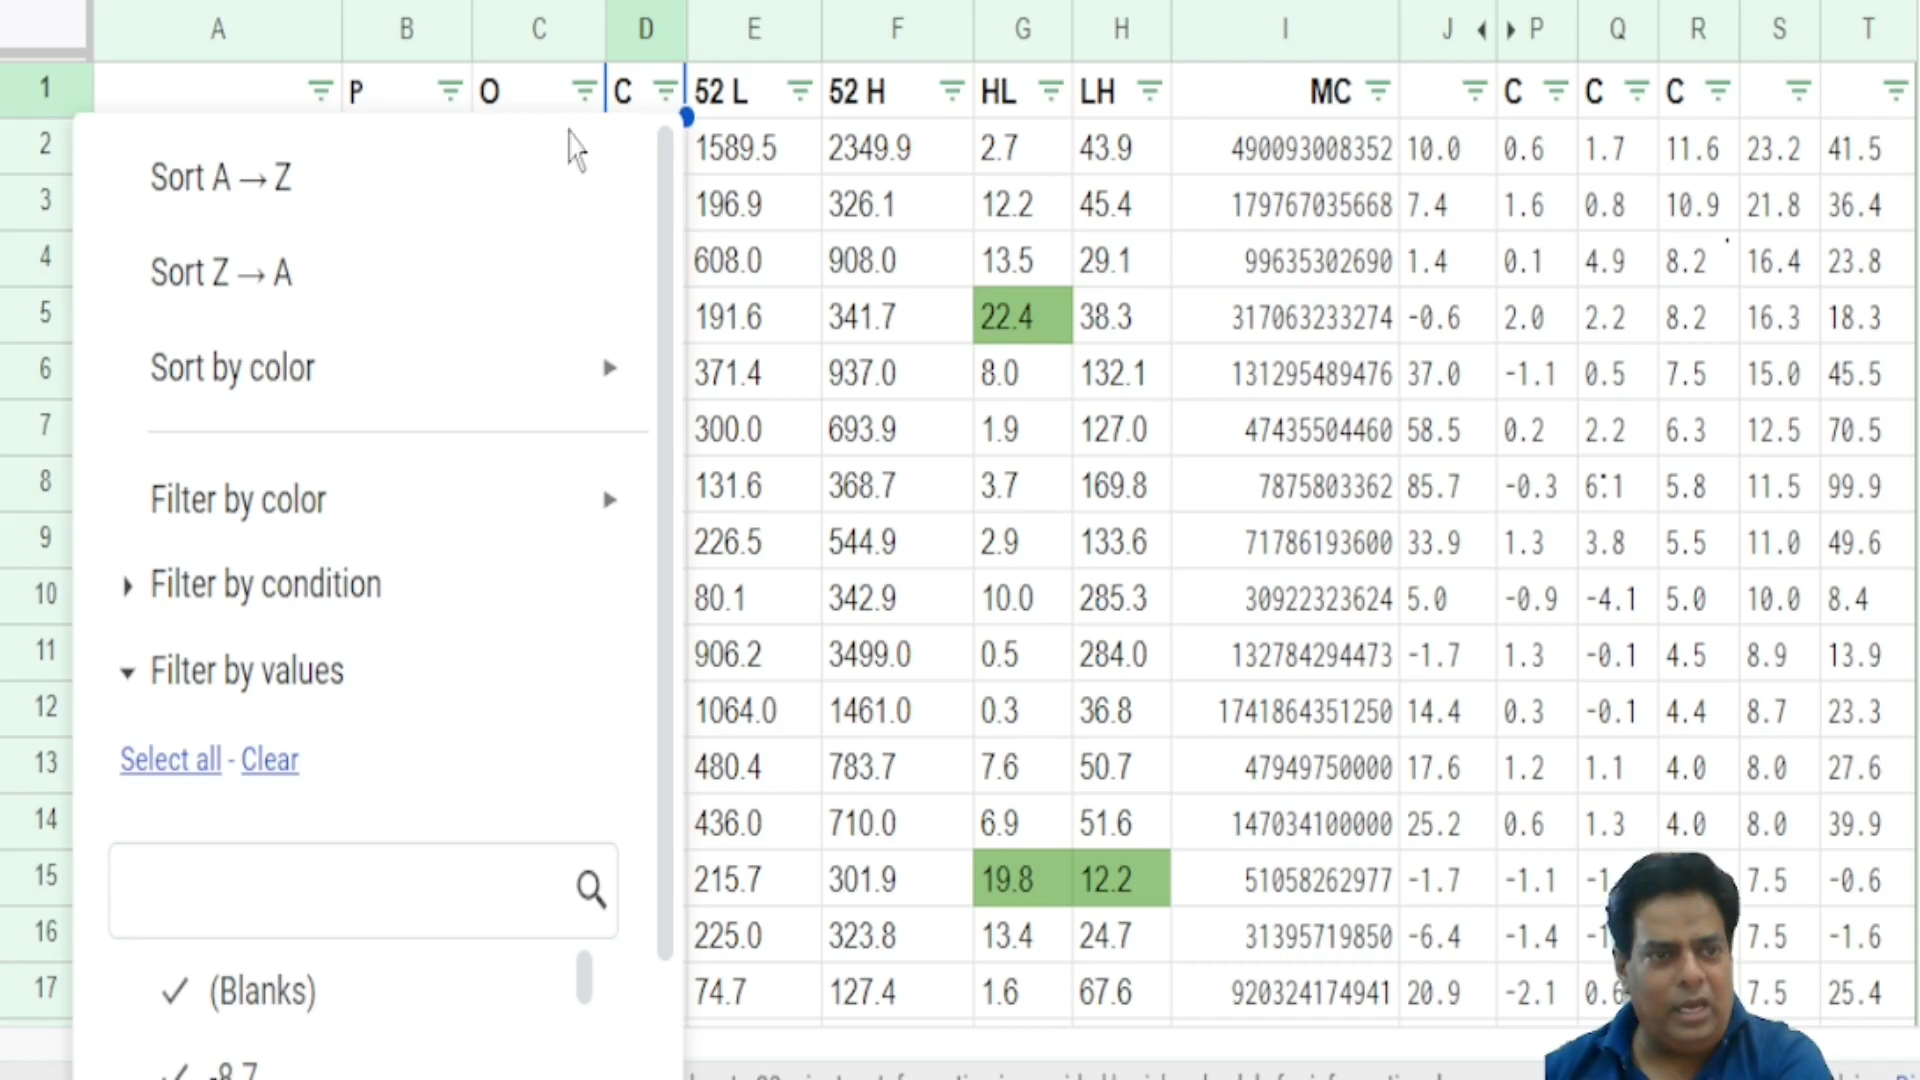 A B C D E F G H I J P Q R S T
1 P O C 52 L 52 H HL LH MC C C C
2 1589.5 2349.9 2.7 43.9 490093008352 10.0 0.6 1.7 11.6 23.2 41.5
Sort A → Z
3 196.9 326.1 12.2 45.4 179767035668 7.4 1.6 0.8 10.9 21.8 36.4
4 608.0 908.0 13.5 29.1 99635302690 1.4 0.1 4.9 8.2 16.4 23.8
Sort Z → A
5 191.6 341.7 22.4 38.3 317063233274 -0.6 2.0 2.2 8.2 16.3 18.3
6 371.4 937.0 8.0 132.1 131295489476 37.0 -1.1 0.5 7.5 15.0 45.5
Sort by color
7 300.0 693.9 1.9 127.0 47435504460 58.5 0.2 2.2 6.3 12.5 70.5
8 131.6 368.7 3.7 169.8 7875803362 85.7 -0.3 6.1 5.8 11.5 99.9
Filter by color
9 226.5 544.9 2.9 133.6 71786193600 33.9 1.3 3.8 5.5 11.0 49.6
10 80.1 342.9 10.0 285.3 30922323624 5.0 -0.9 -4.1 5.0 10.0 8.4
Filter by condition
11 906.2 3499.0 0.5 284.0 132784294473 -1.7 1.3 -0.1 4.5 8.9 13.9
Filter by values
12 1064.0 1461.0 0.3 36.8 1741864351250 14.4 0.3 -0.1 4.4 8.7 23.3
13 480.4 783.7 7.6 50.7 47949750000 17.6 1.2 1.1 4.0 8.0 27.6
Select all - Clear
14 436.0 710.0 6.9 51.6 147034100000 25.2 0.6 1.3 4.0 8.0 39.9
15 215.7 301.9 19.8 12.2 51058262977 -1.7 -1.1 7.5 -0.6
16 225.0 323.8 13.4 24.7 31395719850 -6.4 -1.4 7.5 -1.6
17 74.7 127.4 1.6 67.6 920324174941 20.9 -2.1 0.6 7.5 25.4
(Blanks)
-8.7